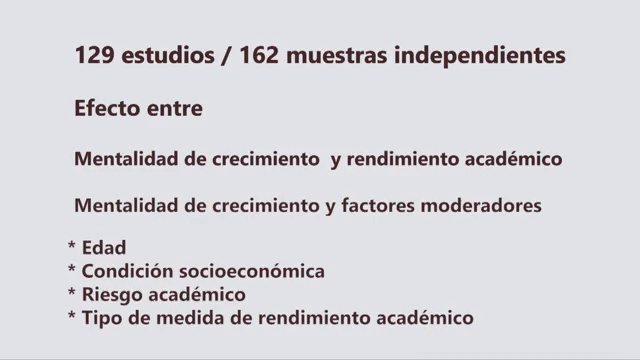 129 estudios / 162 muestras independientes
Efecto entre
Mentalidad de crecimiento y rendimiento académico
Mentalidad de crecimiento y factores moderadores
* Edad
* Condición socioeconómica
* Riesgo académico
* Tipo de medida de rendimiento académico